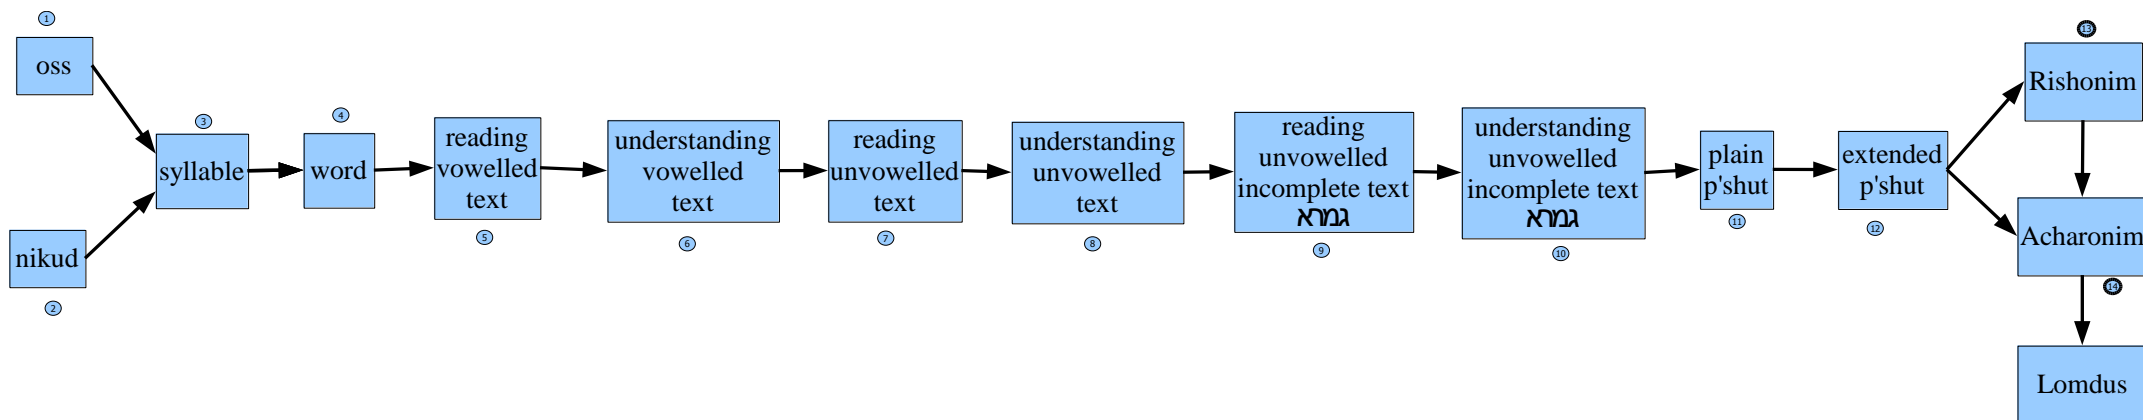 1
oss
nikud
2
3
syllable
4
word
reading
vowelled
text
5
understanding
vowelled
text
6
reading
unvowelled
text
7
understanding
unvowelled
text
8
reading
unvowelled
incomplete text
גמרא
9
understanding
unvowelled
incomplete text
גמרא
10
plain
p'shut
11
extended
p'shut
12
13
Rishonim
Acharonim
14
Lomdus